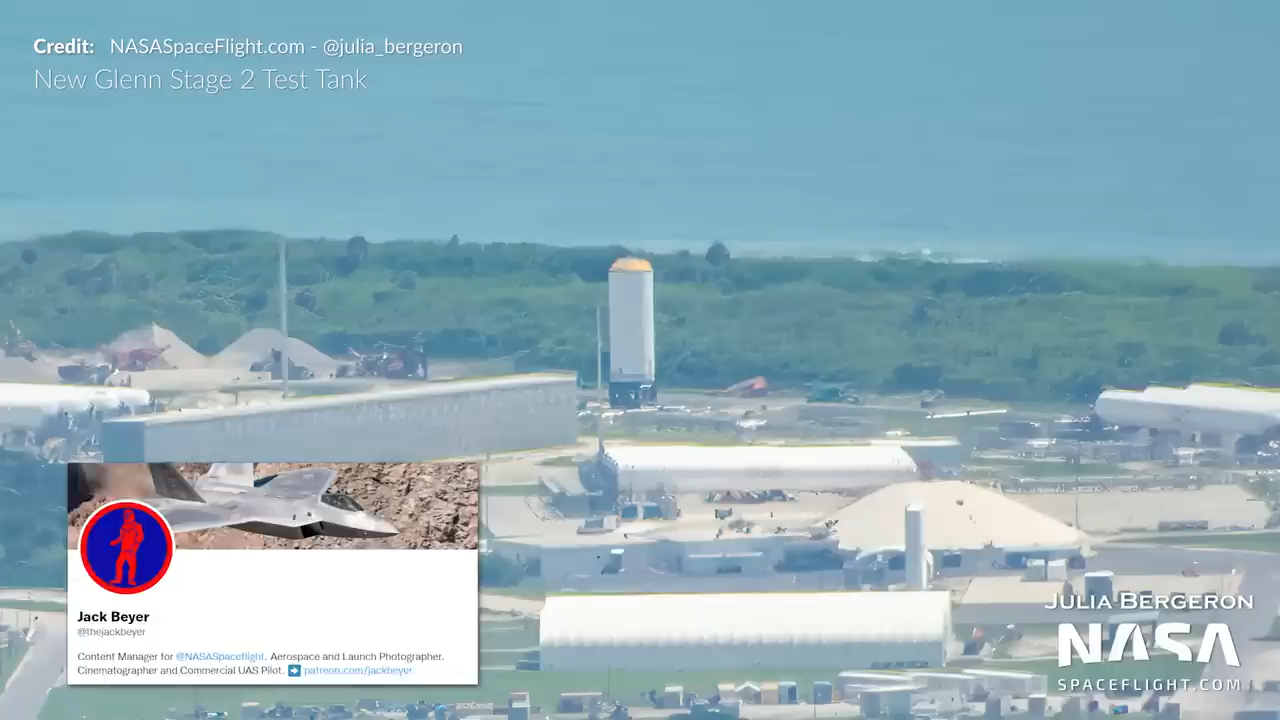 Credit: NASASpaceFlight.com - @julia_bergeron
New Glenn Stage 2 Test Tank
Jack Beyer
@thejackbeyer
Content Manager for @NASASpaceflight. Aerospace and Launch Photographer.
Cinematographer and Commercial UAS Pilot. ➡️ patreon.com/jackbeyer
JULIA BERGERON
NASA
SPACEFLIGHT.COM